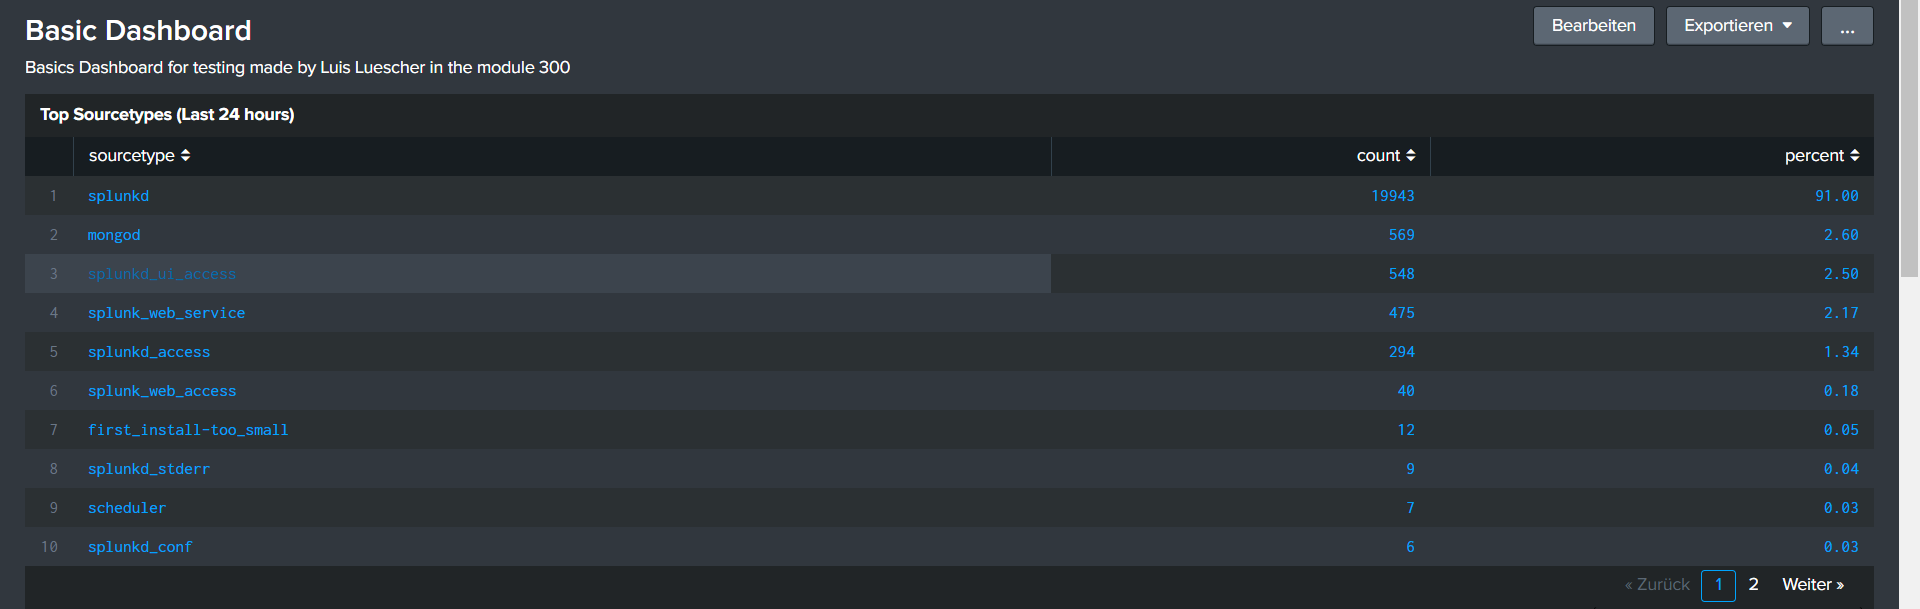 Basic Dashboard
Bearbeiten Exportieren ...
Basics Dashboard for testing made by Luis Luescher in the module 300
Top Sourcetypes (Last 24 hours)
sourcetype count percent
1 splunkd 19943 91.00
2 mongod 569 2.60
3 splunkd_ui_access 548 2.50
4 splunk_web_service 475 2.17
5 splunkd_access 294 1.34
6 splunk_web_access 40 0.18
7 first_install-too_small 12 0.05
8 splunkd_stderr 9 0.04
9 scheduler 7 0.03
10 splunkd_conf 6 0.03
« Zurück 1 2 Weiter »